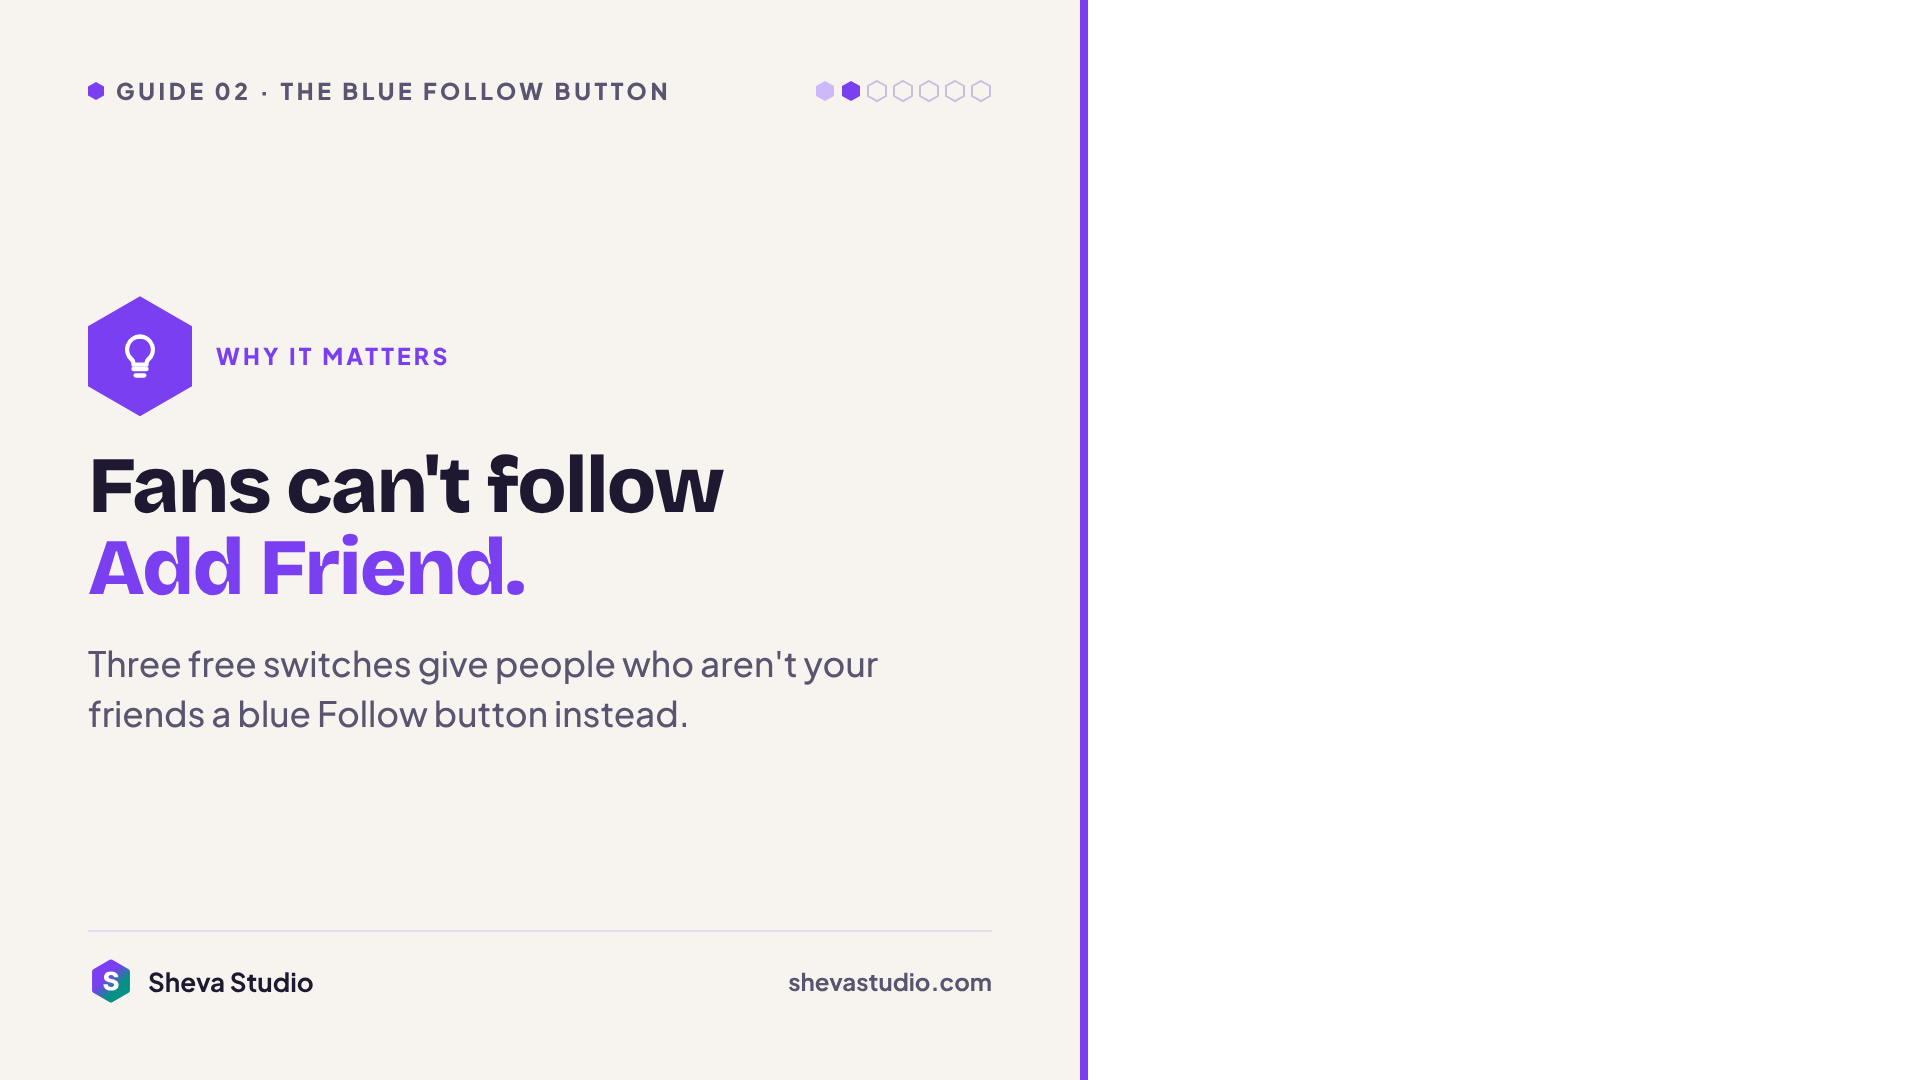 GUIDE 02 · THE BLUE FOLLOW BUTTON
WHY IT MATTERS
Fans can't follow
Add Friend.
Three free switches give people who aren't your
friends a blue Follow button instead.
S
Sheva Studio
shevastudio.com